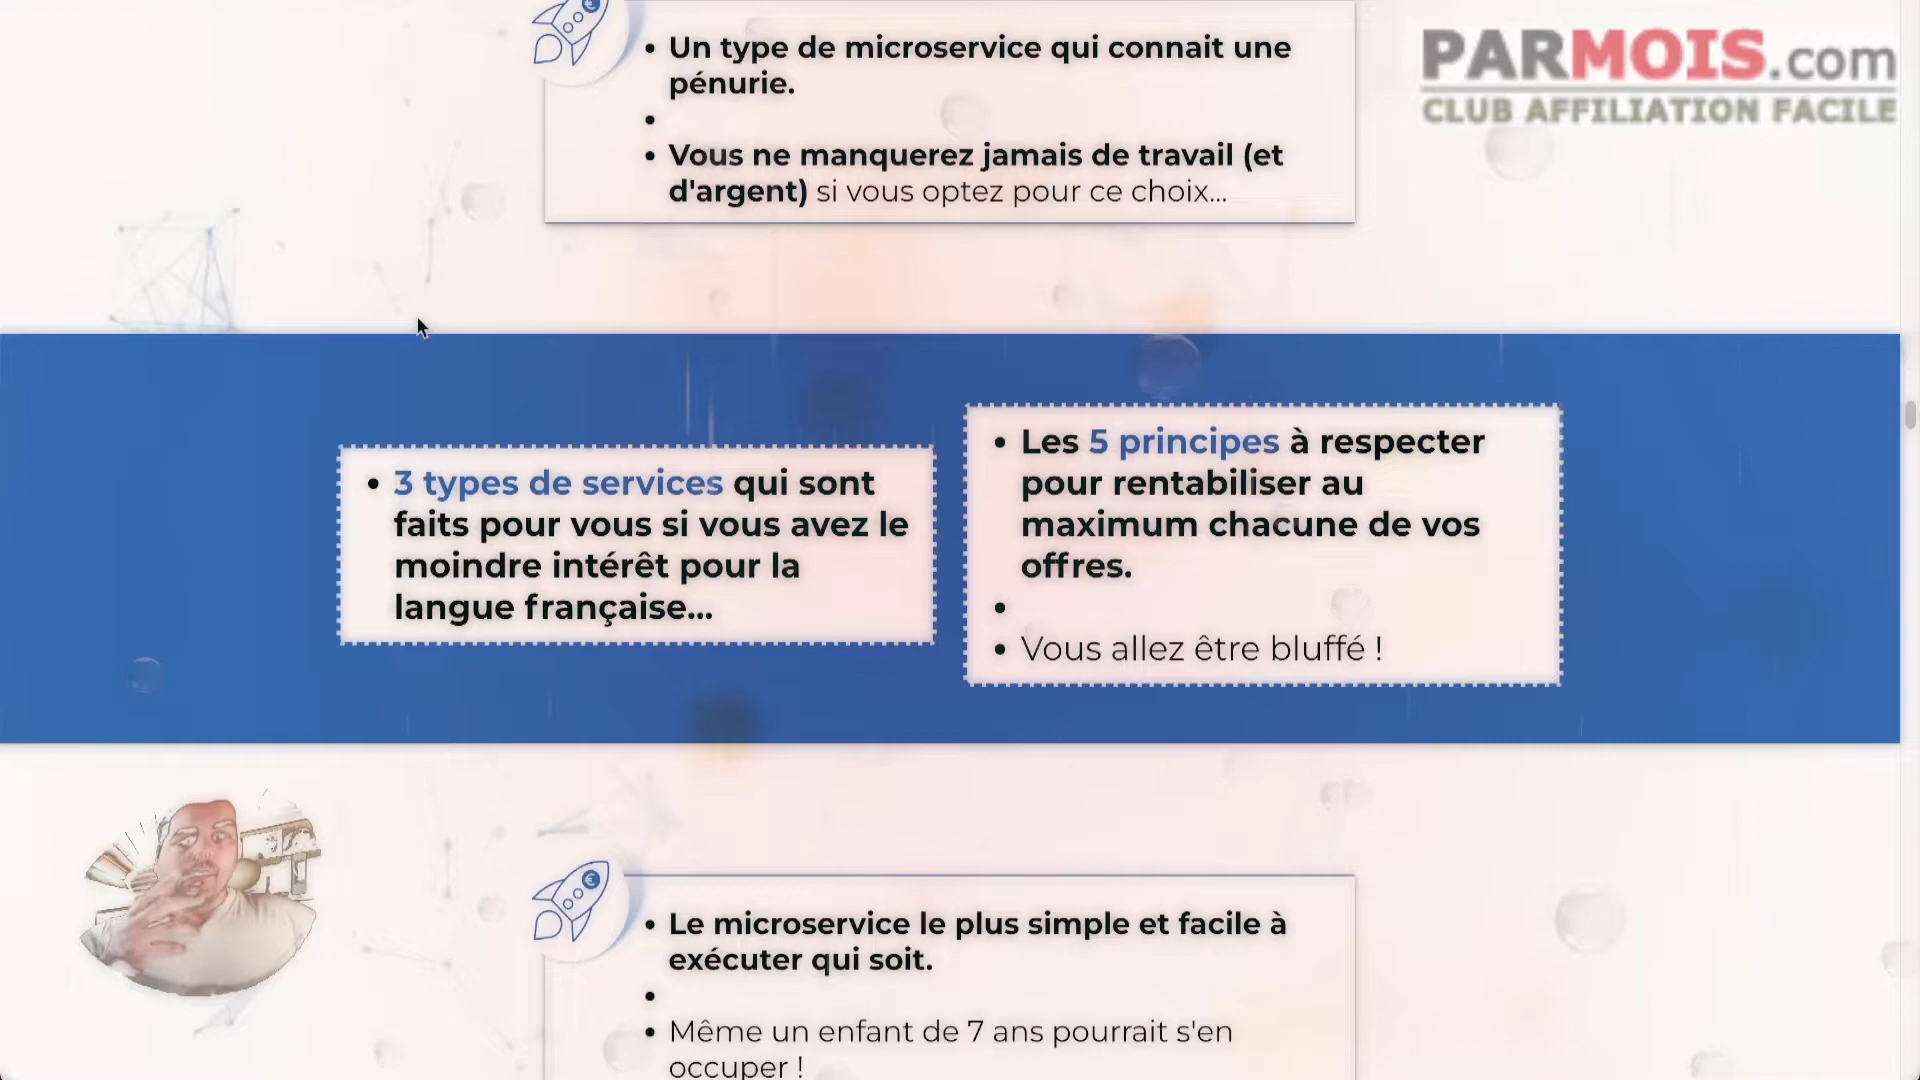 PARMOIS.com
CLUB AFFILIATION FACILE
• Un type de microservice qui connait une
pénurie.
•
• Vous ne manquerez jamais de travail (et
d'argent) si vous optez pour ce choix...
• 3 types de services qui sont
faits pour vous si vous avez le
moindre intérêt pour la
langue française...
• Les 5 principes à respecter
pour rentabiliser au
maximum chacune de vos
offres.
•
• Vous allez être bluffé !
• Le microservice le plus simple et facile à
exécuter qui soit.
•
• Même un enfant de 7 ans pourrait s'en
occuper !